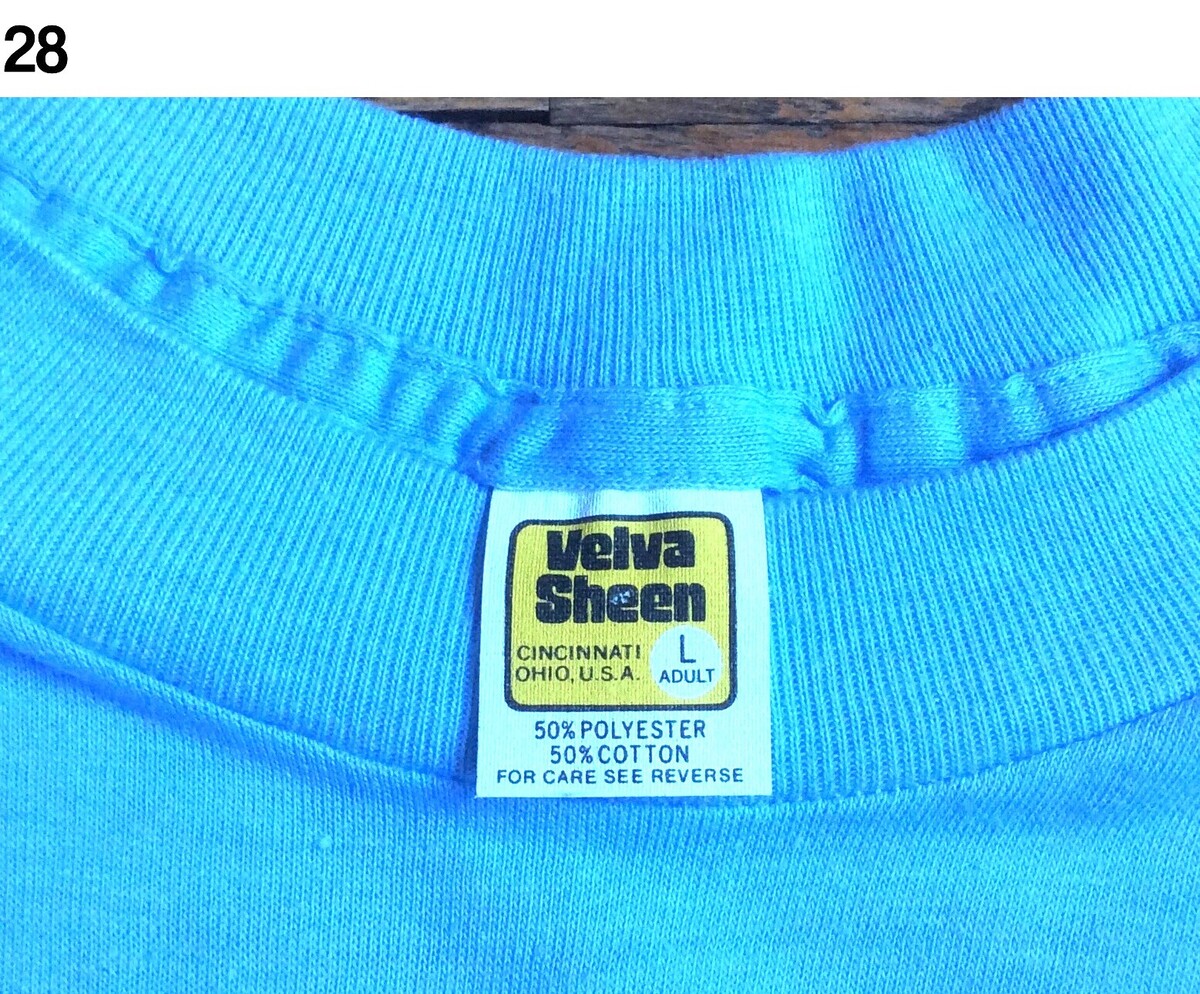 28
Velva
Sheen
CINCINNATI
OHIO, U.S.A.
L
ADULT
50% POLYESTER
50% COTTON
FOR CARE SEE REVERSE